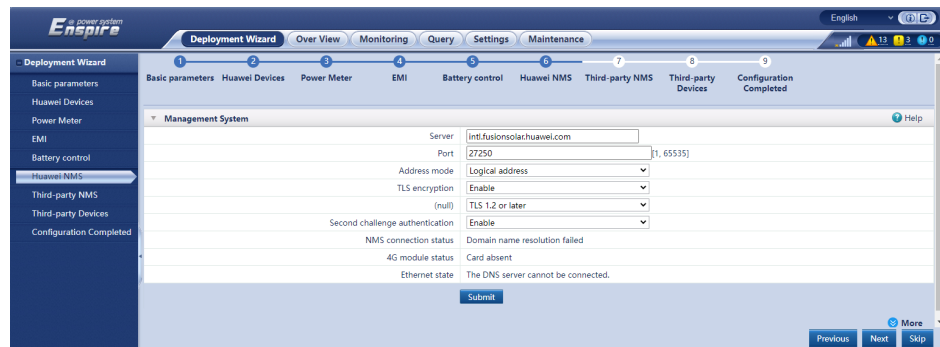 e power system
Enspire
English
Deployment Wizard
Over View
Monitoring
Query
Settings
Maintenance
13
3
0
Deployment Wizard
Basic parameters
Huawei Devices
Power Meter
EMI
Battery control
Huawei NMS
Third-party NMS
Third-party Devices
Configuration Completed
1
2
3
4
5
6
7
8
9
Basic parameters
Huawei Devices
Power Meter
EMI
Battery control
Huawei NMS
Third-party NMS
Third-party
Devices
Configuration
Completed
Management System
Help
Server intl.fusionsolar.huawei.com
Port 27250 [1, 65535]
Address mode Logical address
TLS encryption Enable
(null) TLS 1.2 or later
Second challenge authentication Enable
NMS connection status Domain name resolution failed
4G module status Card absent
Ethernet state The DNS server cannot be connected.
Submit
More
Previous
Next
Skip